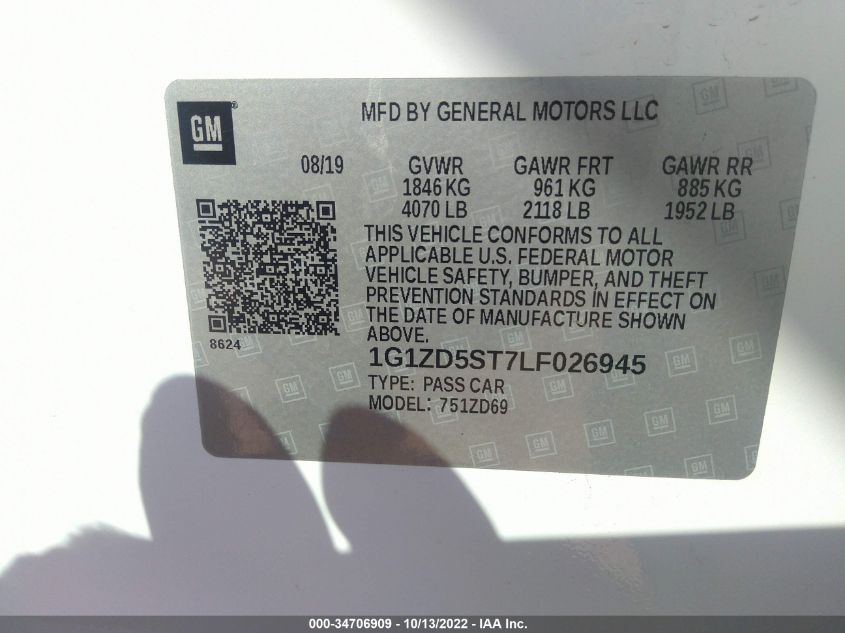 GM®
MFD BY GENERAL MOTORS LLC
08/19 GVWR GAWR FRT GAWR RR
1846 KG 961 KG 885 KG
4070 LB 2118 LB 1952 LB
THIS VEHICLE CONFORMS TO ALL
APPLICABLE U.S. FEDERAL MOTOR
VEHICLE SAFETY, BUMPER, AND THEFT
PREVENTION STANDARDS IN EFFECT ON
THE DATE OF MANUFACTURE SHOWN
ABOVE.
8624
1G1ZD5ST7LF026945
TYPE: PASS CAR
MODEL: 751ZD69
000-34706909 - 10/13/2022 - IAA Inc.